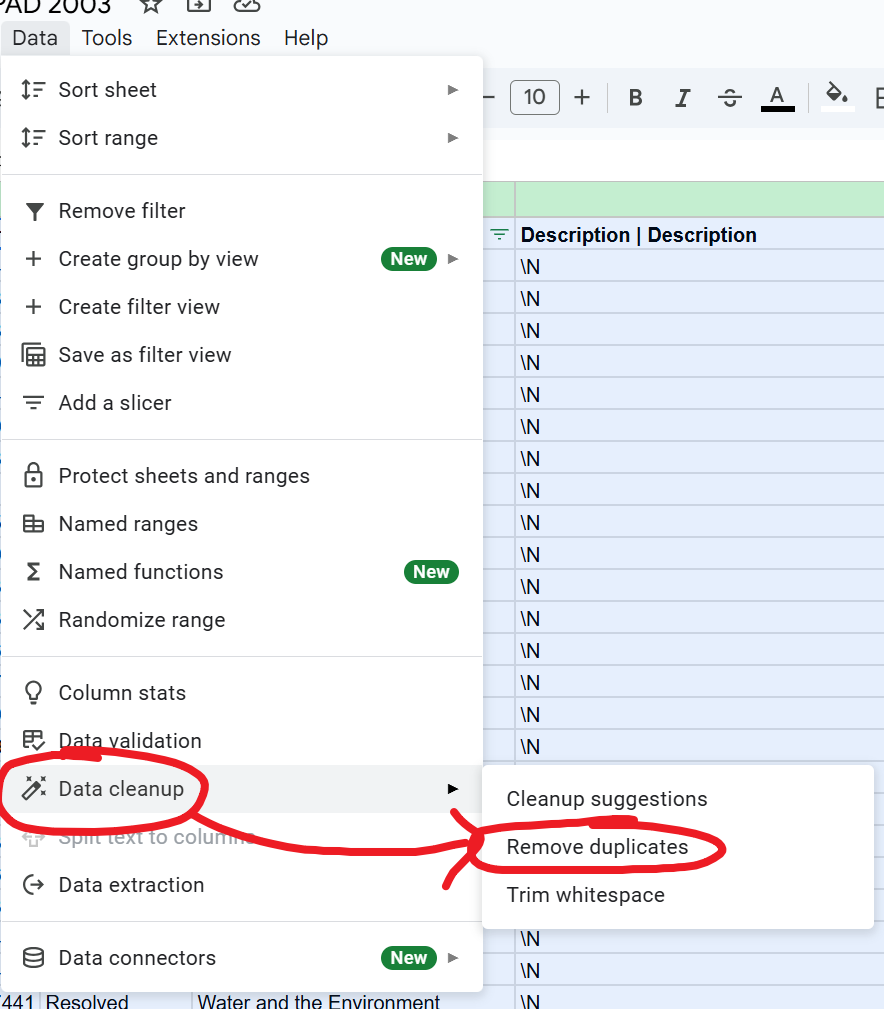 PAD 2003
Data Tools Extensions Help
Sort sheet
10 B I S A
Sort range
Remove filter
Description | Description
Create group by view New
\N
Create filter view
\N
\N
Save as filter view
\N
Add a slicer
\N
\N
\N
Protect sheets and ranges
\N
Named ranges
\N
\N
Named functions New
\N
Randomize range
\N
\N
Column stats
\N
\N
Data validation
\N
Data cleanup
Cleanup suggestions
Split text to columns
Remove duplicates
Data extraction
Trim whitespace
\N
Data connectors New
\N
7441 Resolved Water and the Environment \N